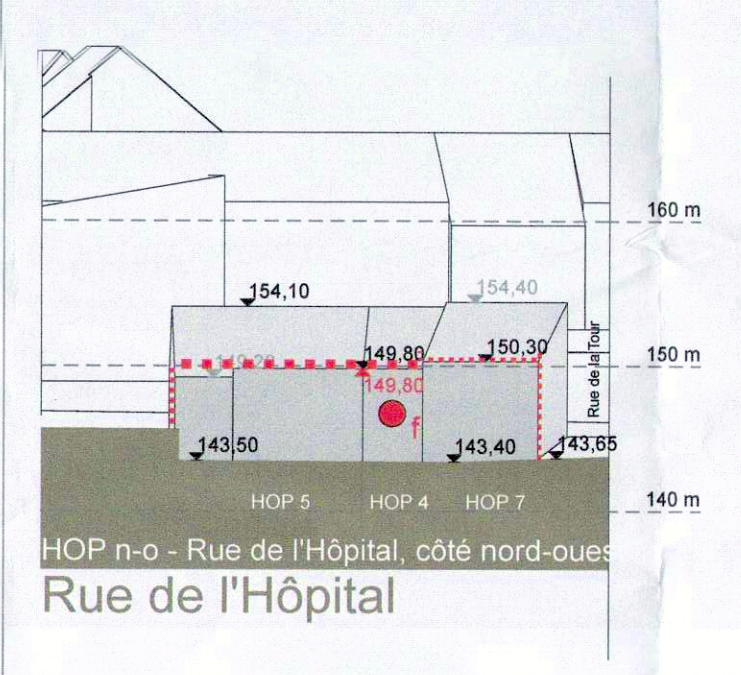 160 m
154,10
154,40
149,80
150,30
150 m
149,20
149,80
Rue de la Tour
f
143,50
143,40
143,65
HOP 5
HOP 4
HOP 7
140 m
HOP n-o - Rue de l'Hôpital, côté nord-oues
Rue de l'Hôpital